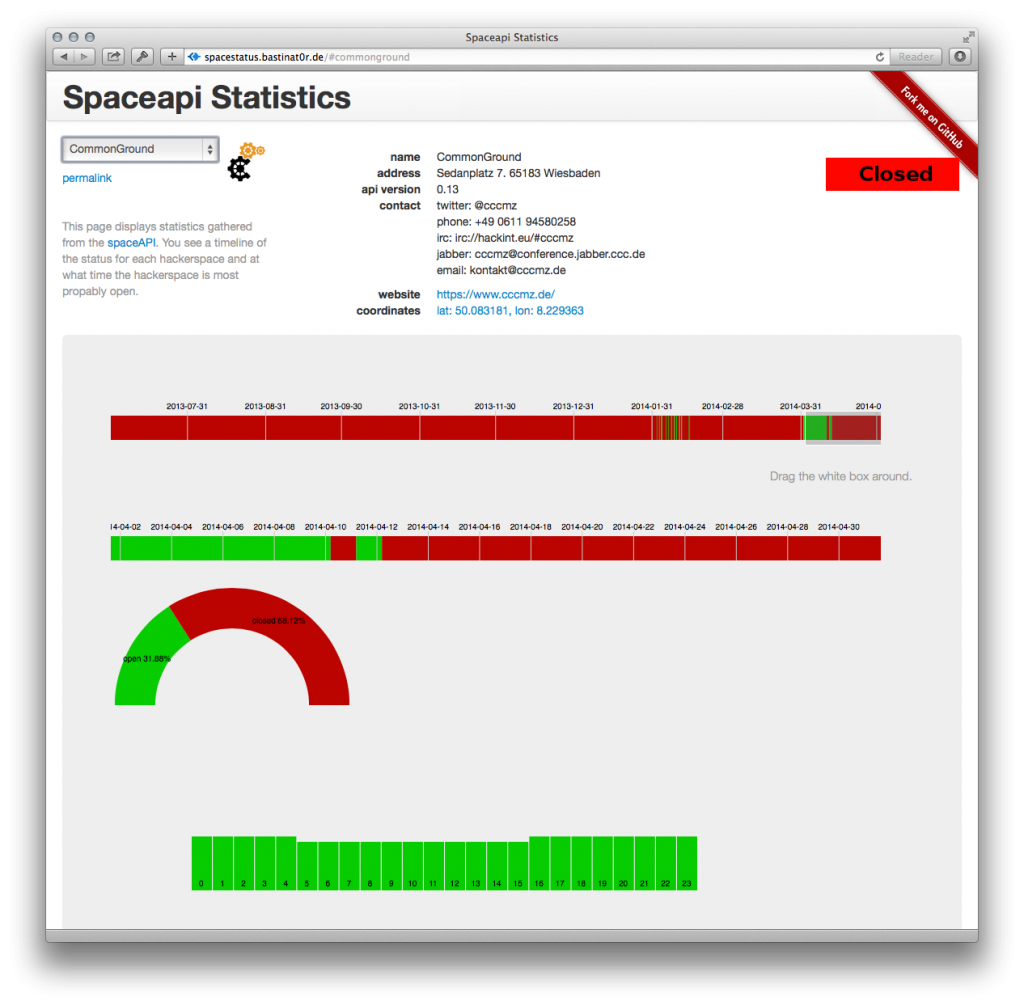 Spaceapi Statistics
spacestatus.bastinat0r.de/#commonground
Reader
Spaceapi Statistics
Fork me on GitHub
CommonGround
permalink
This page displays statistics gathered
from the spaceAPI. You see a timeline of
the status for each hackerspace and at
what time the hackerspace is most
propably open.
name CommonGround
address Sedanplatz 7. 65183 Wiesbaden
api version 0.13
contact twitter: @cccmz
phone: +49 0611 94580258
irc: irc://hackint.eu/#cccmz
jabber: cccmz@conference.jabber.ccc.de
email: kontakt@cccmz.de
website https://www.cccmz.de/
coordinates lat: 50.083181, lon: 8.229363
Closed
2013-07-31 2013-08-31 2013-09-30 2013-10-31 2013-11-30 2013-12-31 2014-01-31 2014-02-28 2014-03-31 2014-0
Drag the white box around.
14-04-02 2014-04-04 2014-04-06 2014-04-08 2014-04-10 2014-04-12 2014-04-14 2014-04-16 2014-04-18 2014-04-20 2014-04-22 2014-04-24 2014-04-26 2014-04-28 2014-04-30
closed 68.12%
open 31.88%
0 1 2 3 4 5 6 7 8 9 10 11 12 13 14 15 16 17 18 19 20 21 22 23